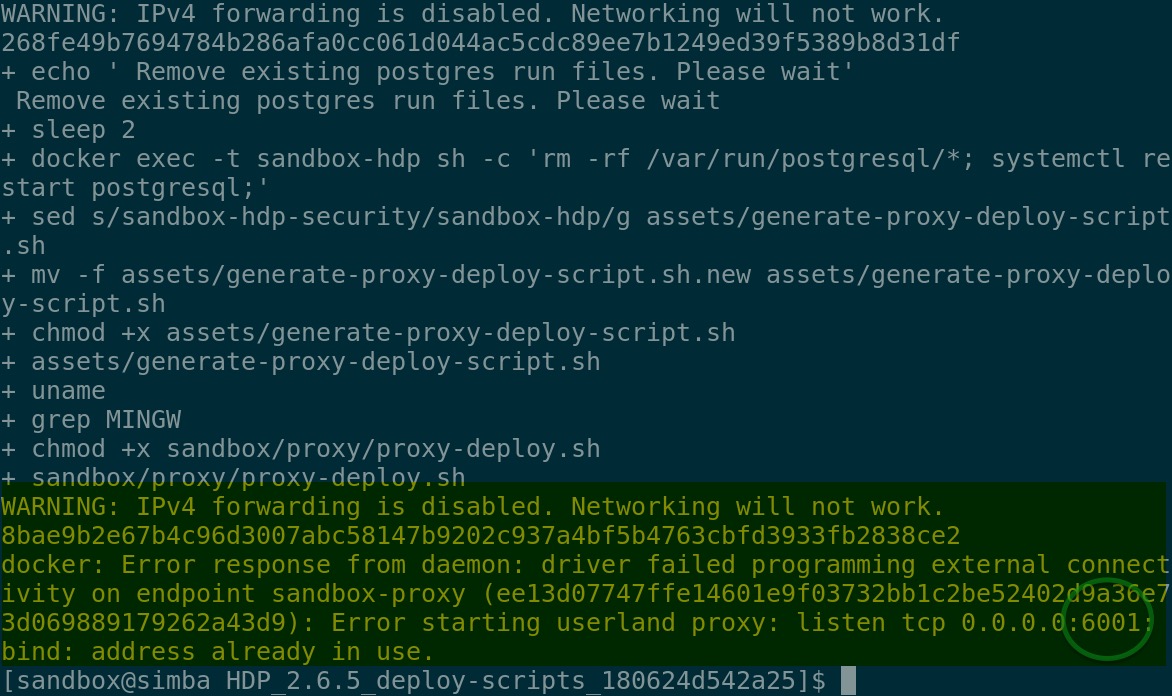 WARNING: IPv4 forwarding is disabled. Networking will not work.
268fe49b7694784b286afa0cc061d044ac5cdc89ee7b1249ed39f5389b8d31df
+ echo ' Remove existing postgres run files. Please wait'
 Remove existing postgres run files. Please wait
+ sleep 2
+ docker exec -t sandbox-hdp sh -c 'rm -rf /var/run/postgresql/*; systemctl re
start postgresql;'
+ sed s/sandbox-hdp-security/sandbox-hdp/g assets/generate-proxy-deploy-script
.sh
+ mv -f assets/generate-proxy-deploy-script.sh.new assets/generate-proxy-deplo
y-script.sh
+ chmod +x assets/generate-proxy-deploy-script.sh
+ assets/generate-proxy-deploy-script.sh
+ uname
+ grep MINGW
+ chmod +x sandbox/proxy/proxy-deploy.sh
+ sandbox/proxy/proxy-deploy.sh
WARNING: IPv4 forwarding is disabled. Networking will not work.
8bae9b2e67b4c96d3007abc58147b9202c937a4bf5b4763cbfd3933fb2838ce2
docker: Error response from daemon: driver failed programming external connect
ivity on endpoint sandbox-proxy (ee13d07747ffe14601e9f03732bb1c2be52402d9a36e7
3d069889179262a43d9): Error starting userland proxy: listen tcp 0.0.0.0:6001:
bind: address already in use.
[sandbox@simba HDP_2.6.5_deploy-scripts_180624d542a25]$